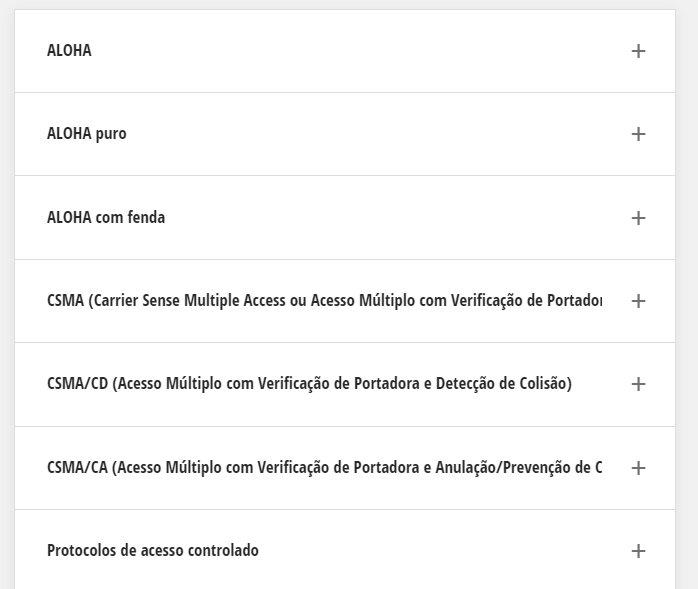 ALOHA
ALOHA puro
ALOHA com fenda
CSMA (Carrier Sense Multiple Access ou Acesso Múltiplo com Verificação de Portador
CSMA/CD (Acesso Múltiplo com Verificação de Portadora e Detecção de Colisão)
CSMA/CA (Acesso Múltiplo com Verificação de Portadora e Anulação/Prevenção de C
Protocolos de acesso controlado